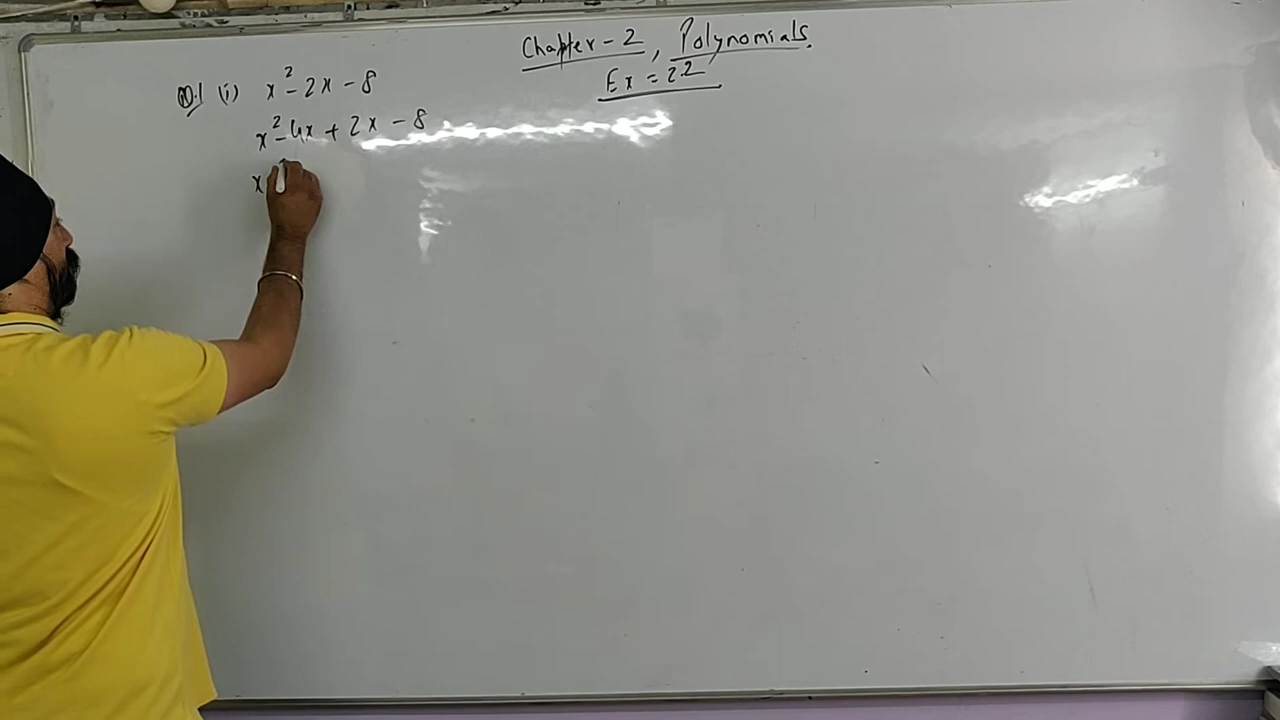 Chapter - 2, Polynomials.
Ex = 2.2
Q.1 (i) x² - 2x - 8
x² - 4x + 2x - 8
x